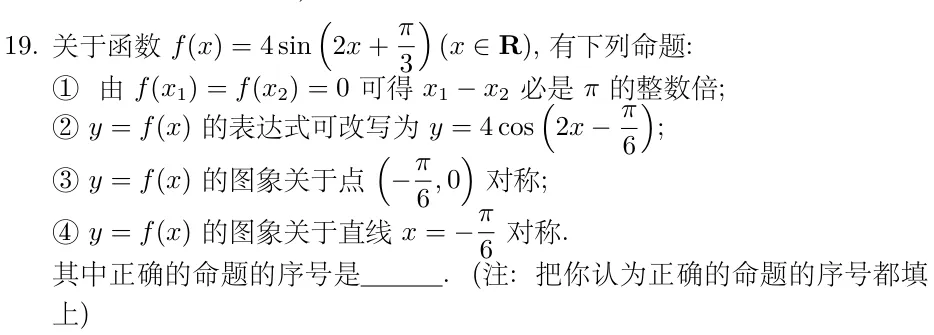 19. 关于函数 f(x) = 4 sin(2x + π/3) (x ∈ R), 有下列命题:
① 由 f(x₁) = f(x₂) = 0 可得 x₁ − x₂ 必是 π 的整数倍;
② y = f(x) 的表达式可改写为 y = 4 cos(2x − π/6);
③ y = f(x) 的图象关于点 (−π/6, 0) 对称;
④ y = f(x) 的图象关于直线 x = −π/6 对称.
其中正确的命题的序号是______. (注: 把你认为正确的命题的序号都填
上)